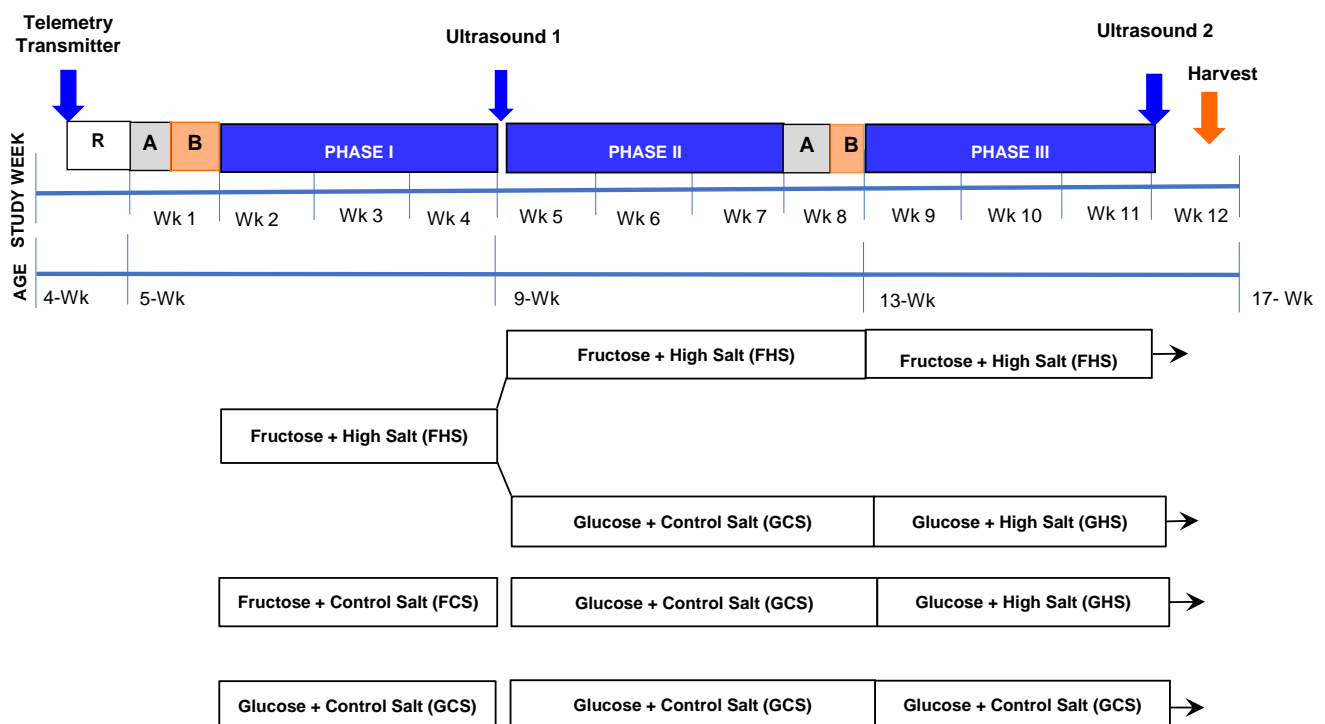 Telemetry
Transmitter
Ultrasound 1
Ultrasound 2
Harvest
R
A
B
PHASE I
PHASE II
A
B
PHASE III
STUDY WEEK
Wk 1
Wk 2
Wk 3
Wk 4
Wk 5
Wk 6
Wk 7
Wk 8
Wk 9
Wk 10
Wk 11
Wk 12
AGE
4-Wk
5-Wk
9-Wk
13-Wk
17- Wk
Fructose + High Salt (FHS)
Fructose + High Salt (FHS)
Fructose + High Salt (FHS)
Glucose + Control Salt (GCS)
Glucose + High Salt (GHS)
Fructose + Control Salt (FCS)
Glucose + Control Salt (GCS)
Glucose + High Salt (GHS)
Glucose + Control Salt (GCS)
Glucose + Control Salt (GCS)
Glucose + Control Salt (GCS)